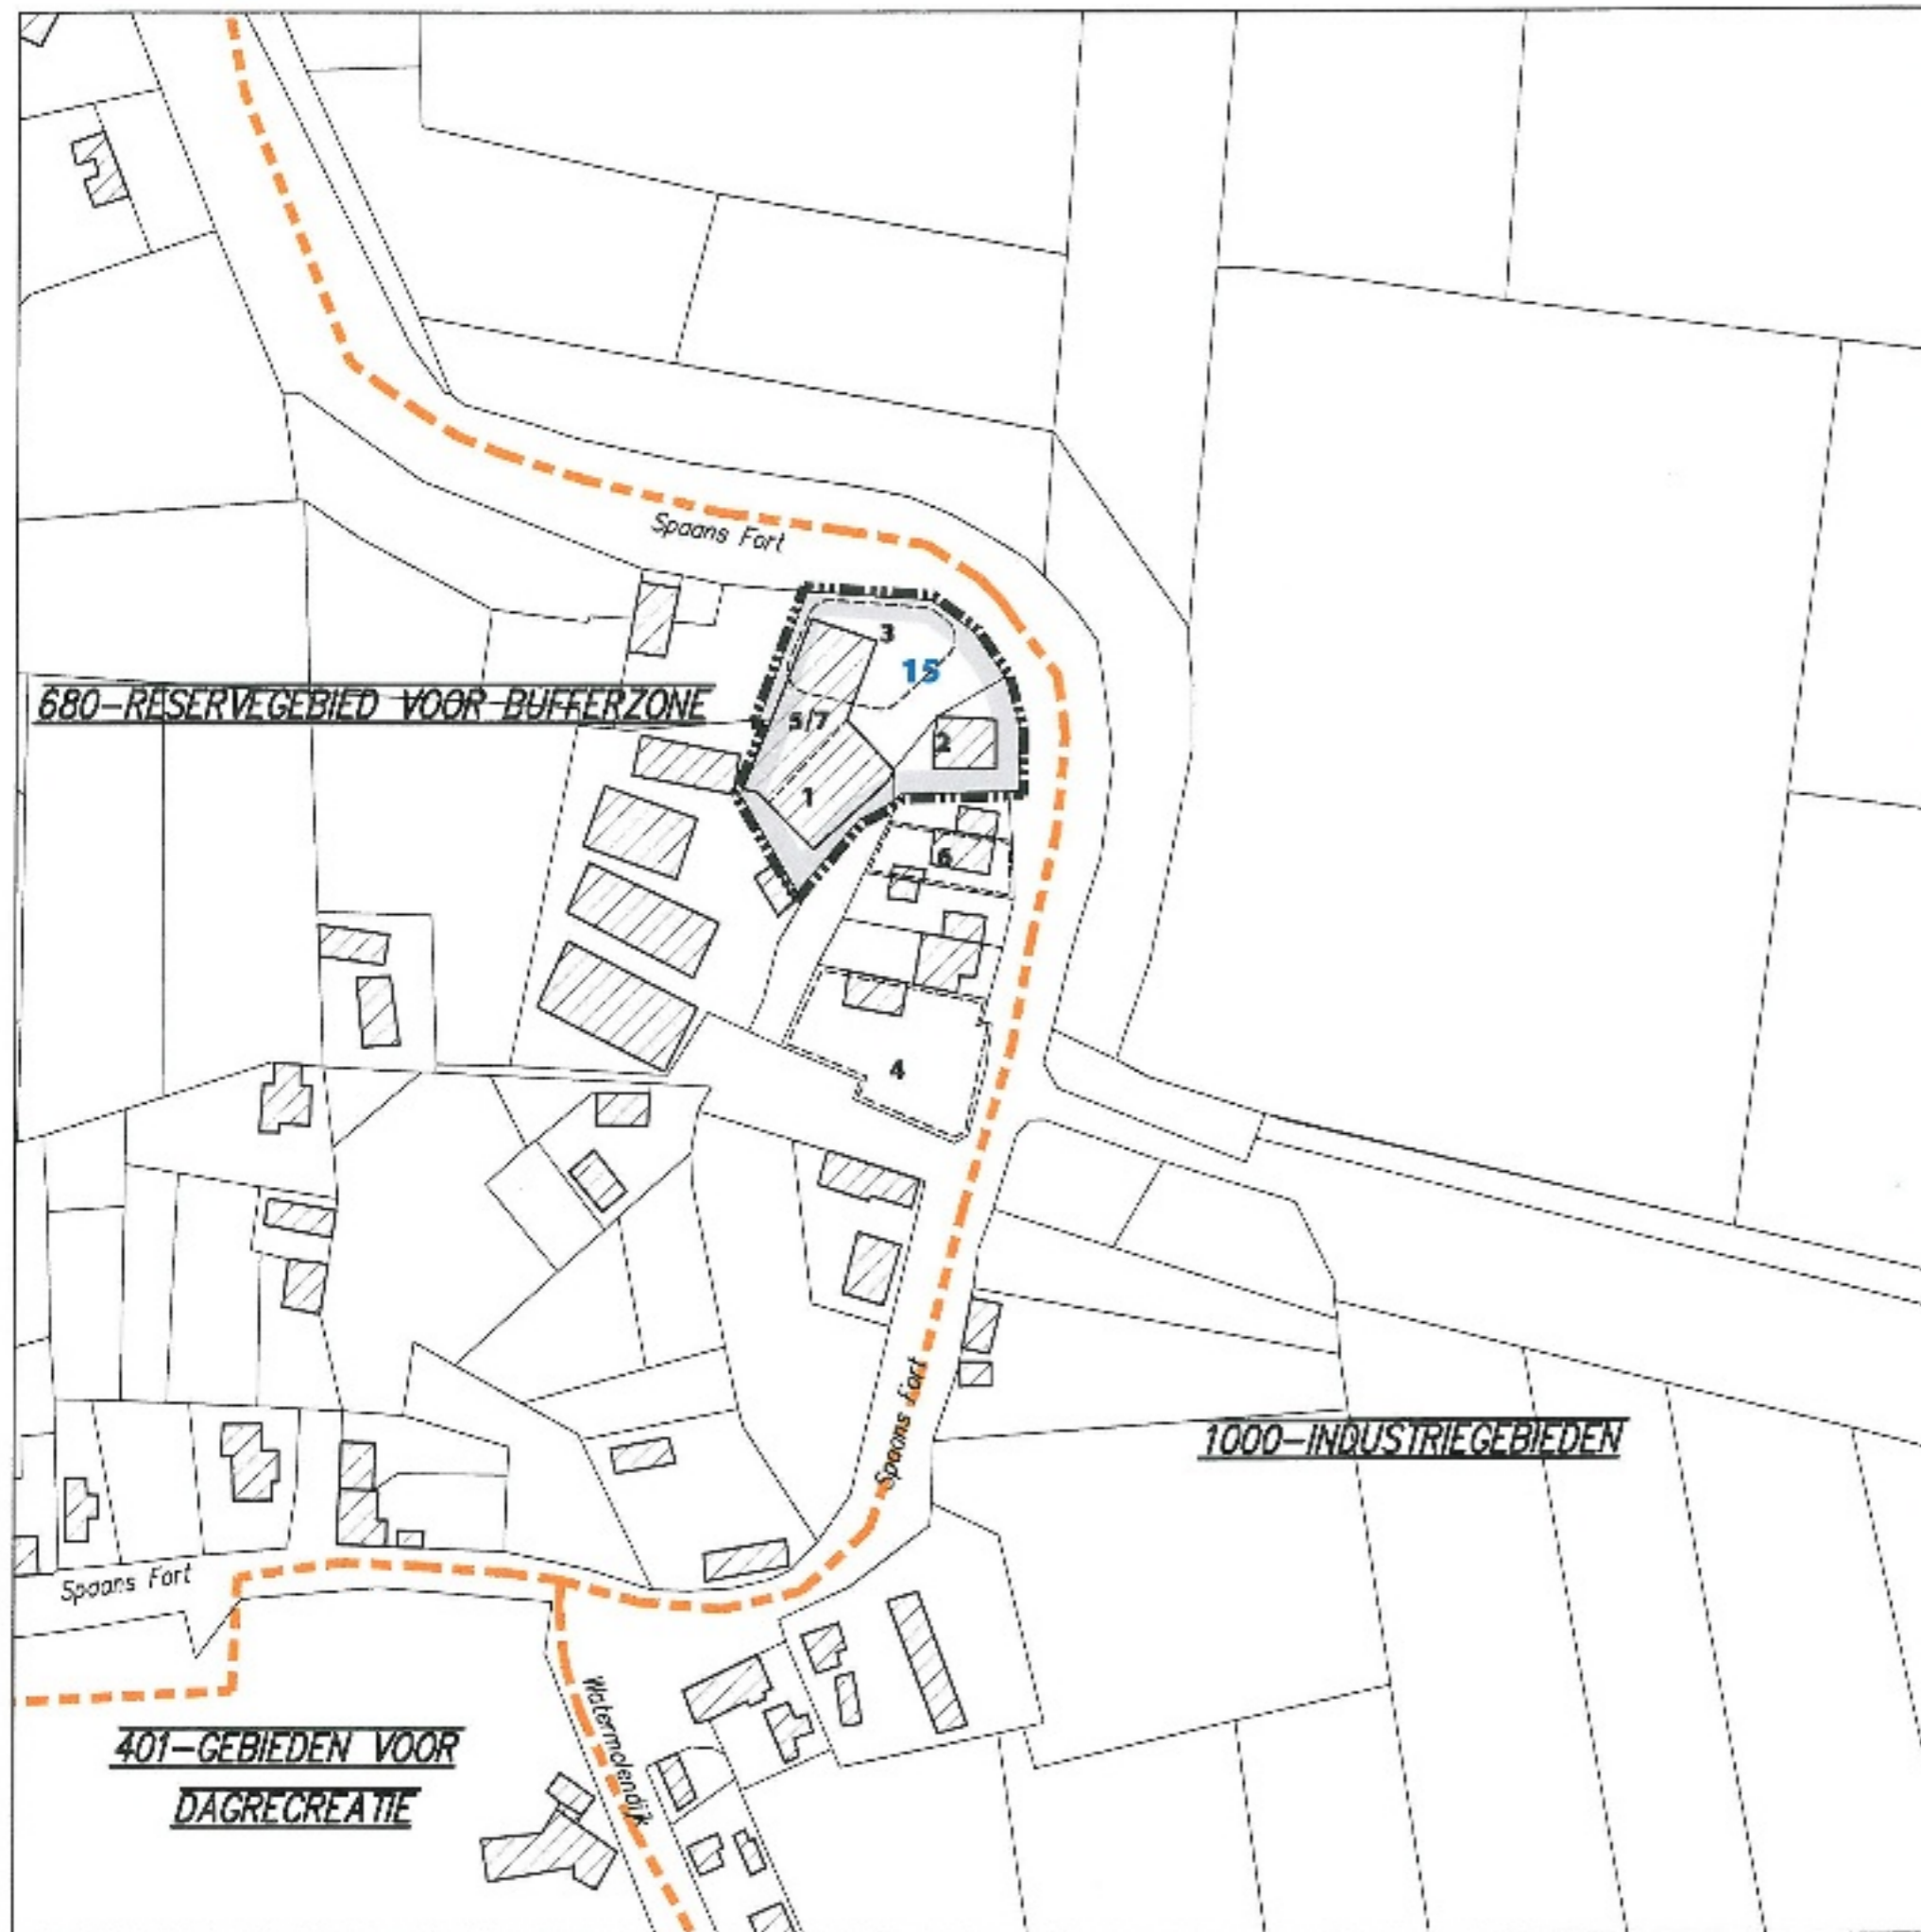 Spaans Fort
3
15
680-RESERVEGEBIED VOOR BUFFERZONE
5/7
2
1
6
4
Spaans Fort
1000-INDUSTRIEGEBIEDEN
Spaans Fort
Watermolendijk
401-GEBIEDEN VOOR
DAGRECREATIE